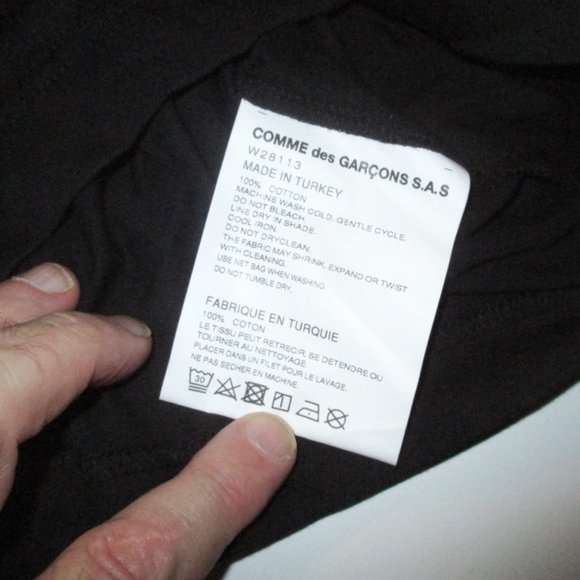 COMME des GARÇONS S.A.S
W28113
MADE IN TURKEY
100% COTTON
MACHINE WASH COLD, GENTLE CYCLE.
DO NOT BLEACH.
LINE DRY IN SHADE.
COOL IRON.
DO NOT DRYCLEAN.
THE FABRIC MAY SHRINK, EXPAND OR TWIST
WITH CLEANING.
USE NET BAG WHEN WASHING.
DO NOT TUMBLE DRY.
FABRIQUE EN TURQUIE
100% COTON
LE TISSU PEUT RETRECIR, SE DETENDRE OU
TOURNER AU NETTOYAGE.
PLACER DANS UN FILET POUR LE LAVAGE.
NE PAS SECHER EN MACHINE.
30